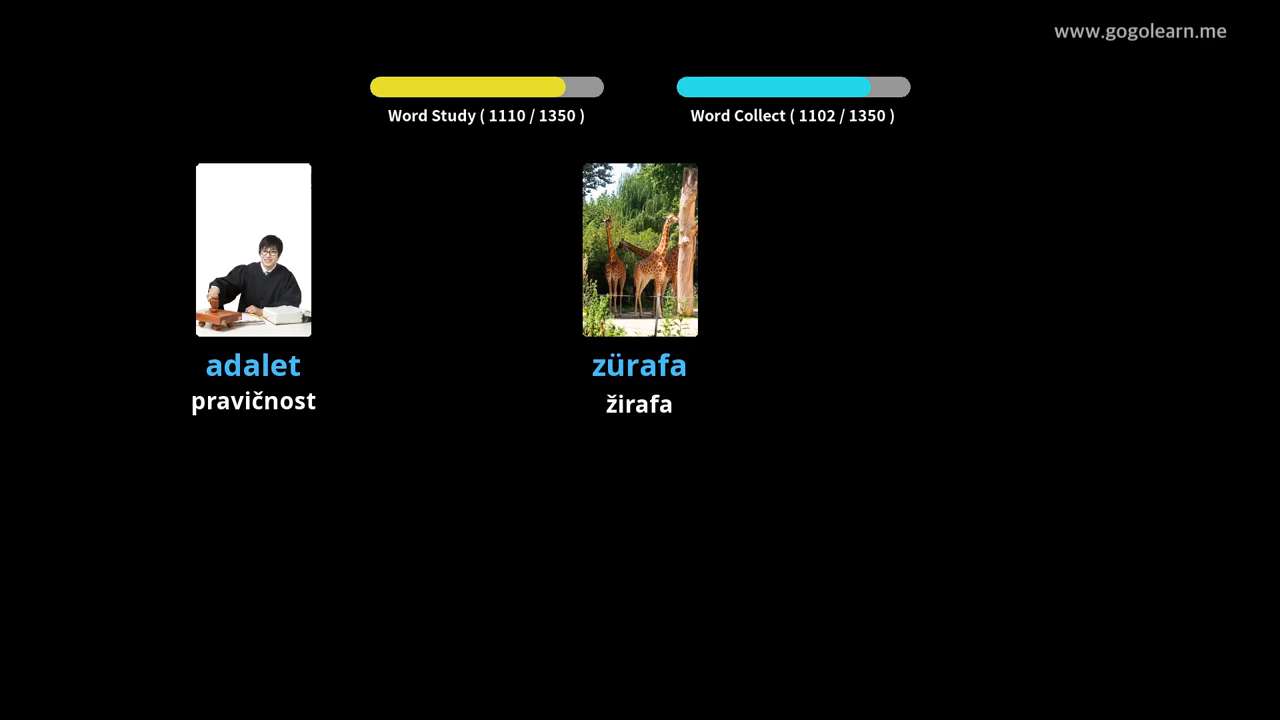 www.gogolearn.me
Word Study ( 1110 / 1350 )
Word Collect ( 1102 / 1350 )
adalet
pravičnost
zürafa
žirafa